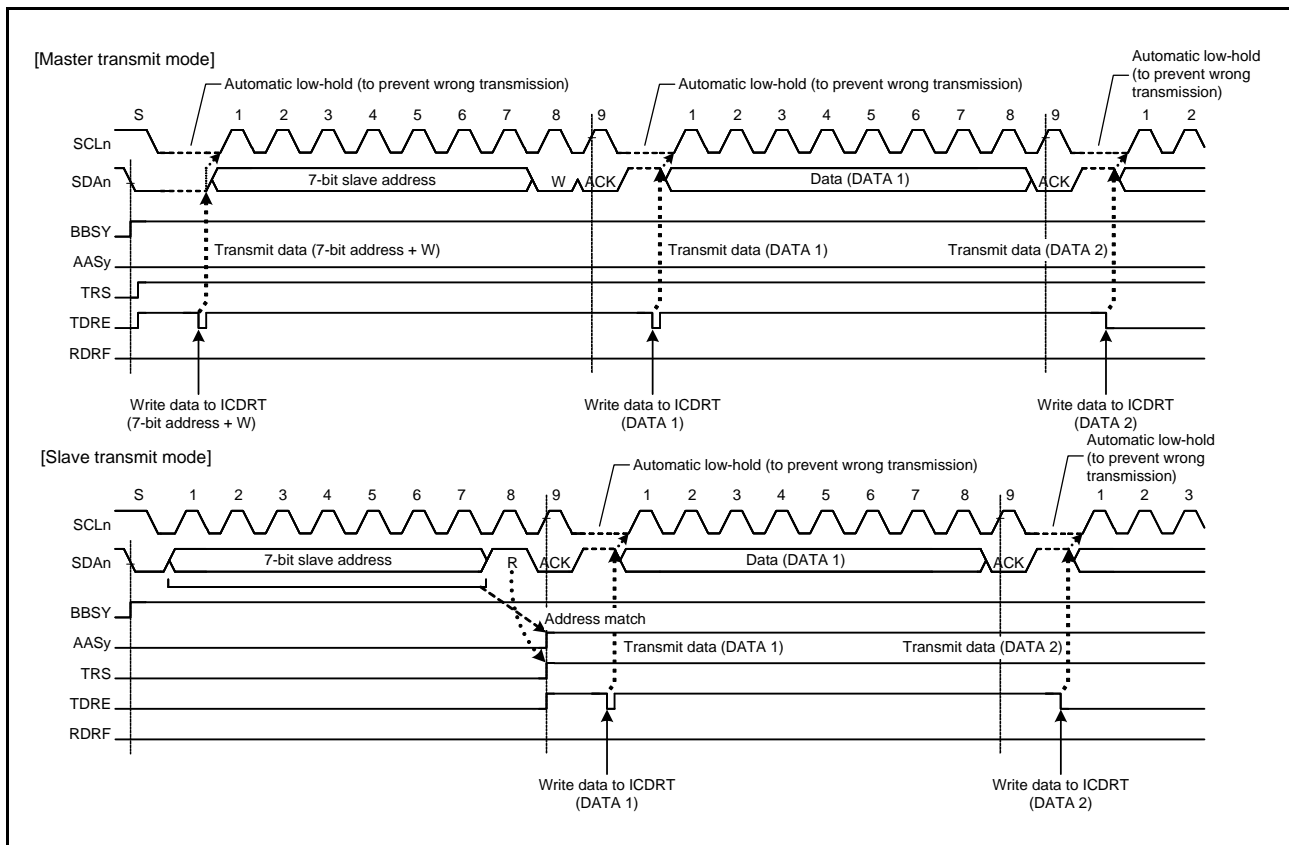 [Master transmit mode]
Automatic low-hold (to prevent wrong transmission)
Automatic low-hold (to prevent wrong transmission)
Automatic low-hold
(to prevent wrong
transmission)
S 1 2 3 4 5 6 7 8 9 1 2 3 4 5 6 7 8 9 1 2
SCLn
SDAn 7-bit slave address W ACK Data (DATA 1) ACK
BBSY
Transmit data (7-bit address + W) Transmit data (DATA 1) Transmit data (DATA 2)
AASy
TRS
TDRE
RDRF
Write data to ICDRT
(7-bit address + W)
Write data to ICDRT
(DATA 1)
Write data to ICDRT
(DATA 2)
[Slave transmit mode]
Automatic low-hold (to prevent wrong transmission)
Automatic low-hold
(to prevent wrong
transmission)
S 1 2 3 4 5 6 7 8 9 1 2 3 4 5 6 7 8 9 1 2 3
SCLn
SDAn 7-bit slave address R ACK Data (DATA 1) ACK
BBSY
Address match
AASy
Transmit data (DATA 1) Transmit data (DATA 2)
TRS
TDRE
RDRF
Write data to ICDRT
(DATA 1)
Write data to ICDRT
(DATA 2)